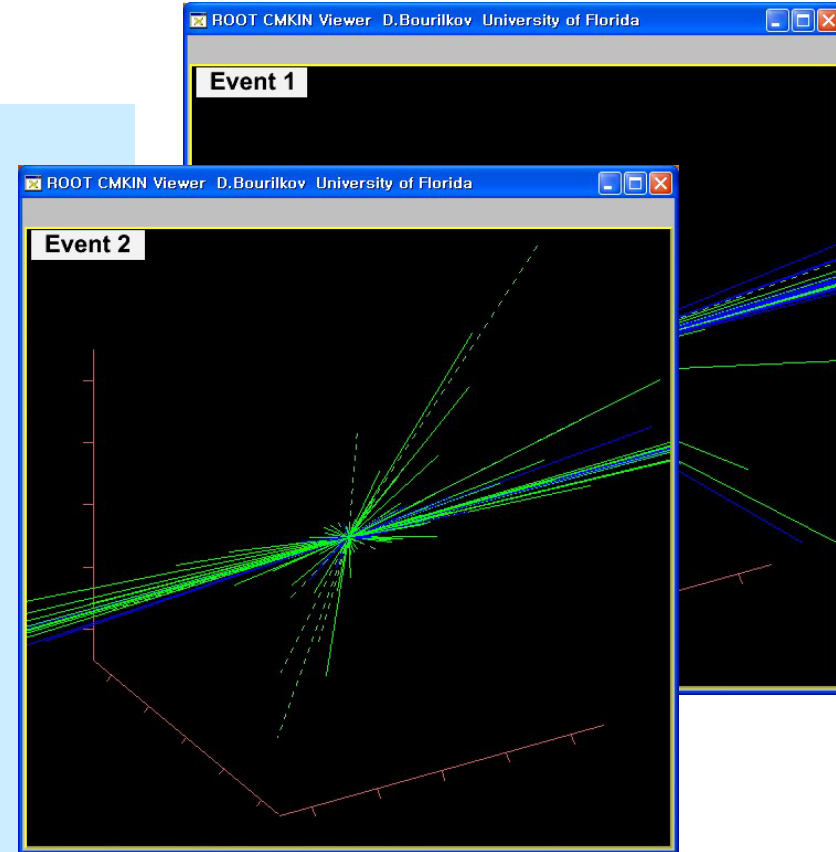 ROOT CMKIN Viewer D.Bourilkov University of Florida
Event 1
ROOT CMKIN Viewer D.Bourilkov University of Florida
Event 2